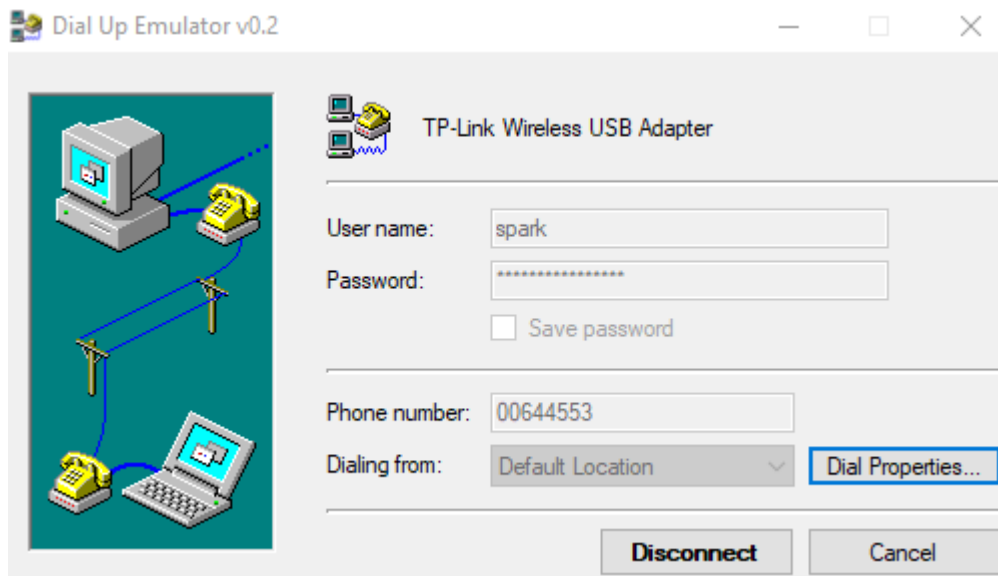 Dial Up Emulator v0.2
TP-Link Wireless USB Adapter
User name: spark
Password: ****************
Save password
Phone number: 00644553
Dialing from: Default Location Dial Properties...
Disconnect Cancel